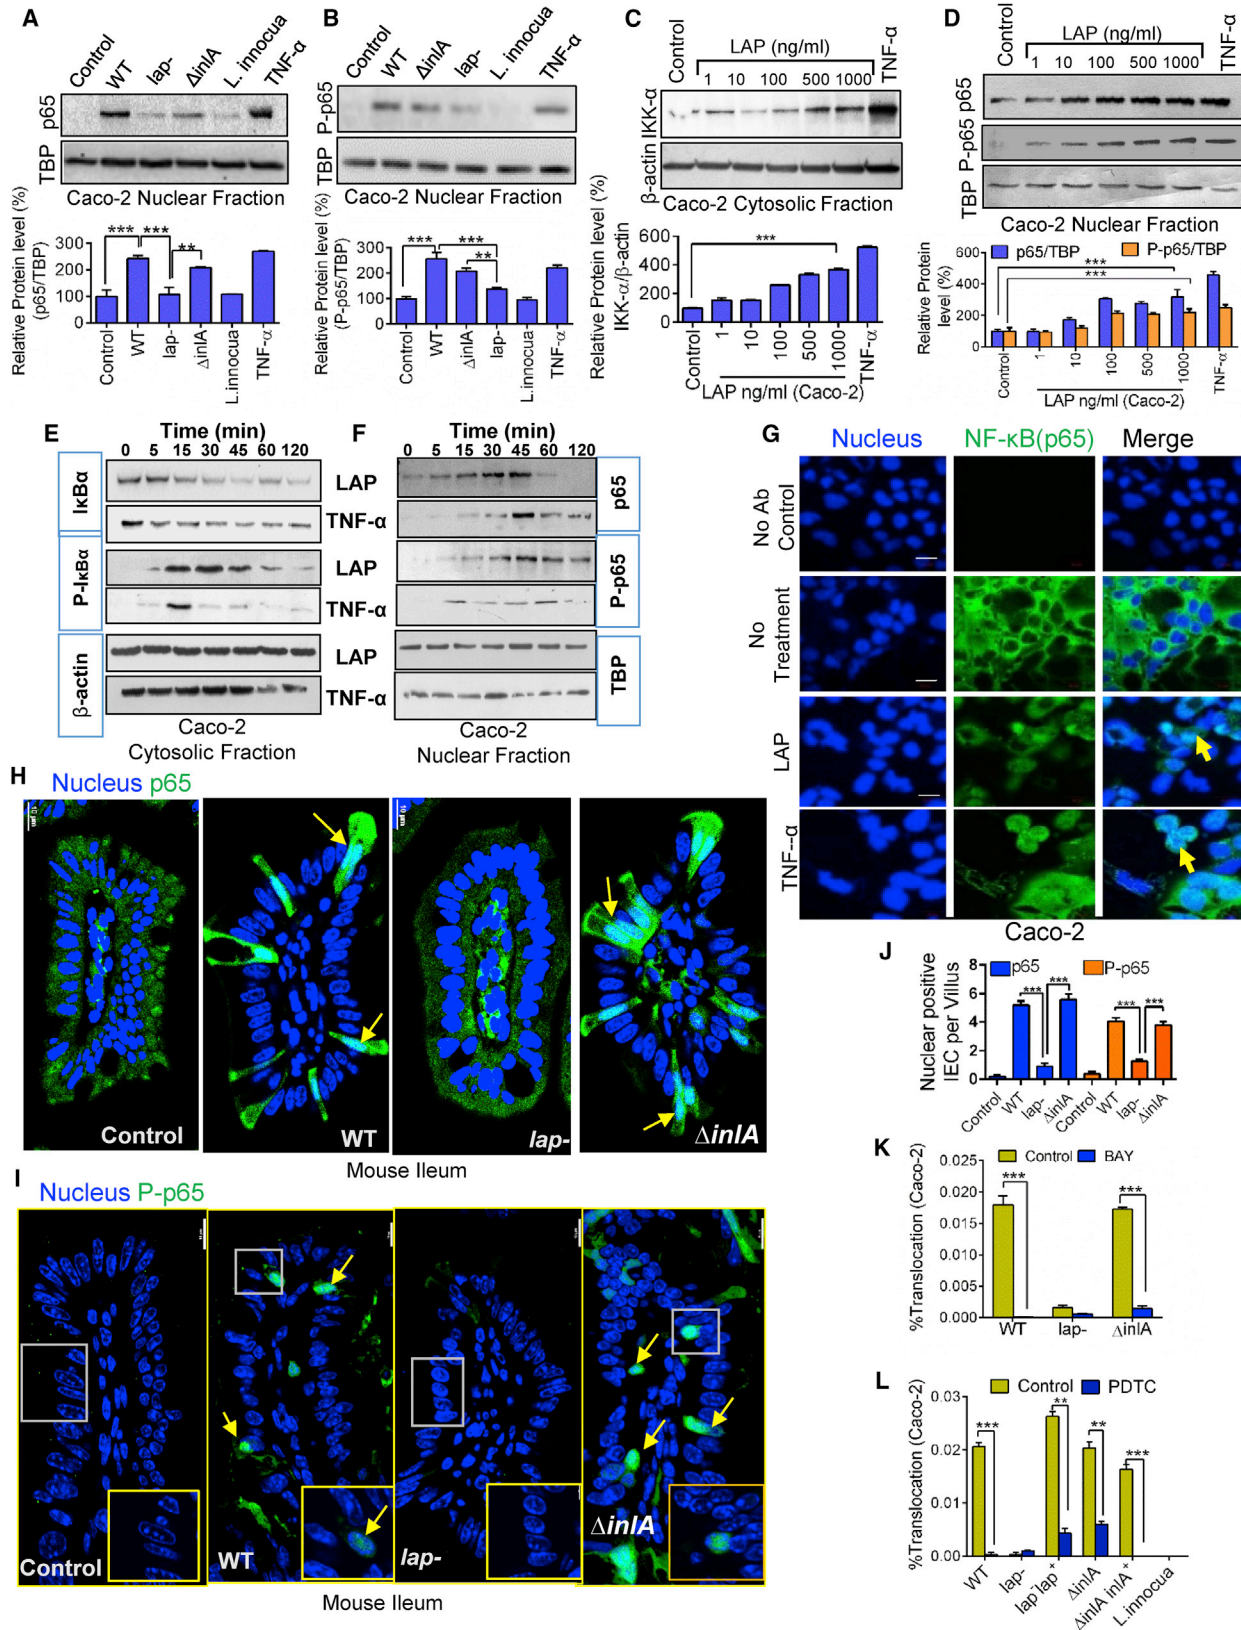 A
Control
WT
lap-
ΔinlA
L. innocua
TNF-α
p65
TBP
Caco-2 Nuclear Fraction
Relative Protein level (%)
(p65/TBP)
300
200
100
0
*** *** **
Control
WT
lap-
ΔinlA
L.innocua
TNF-α
B
Control
WT
ΔinlA
lap-
L. innocua
TNF-α
P-p65
TBP
Caco-2 Nuclear Fraction
Relative Protein level (%)
(P-p65/TBP)
300
200
100
0
*** ***
**
Control
WT
ΔinlA
lap-
L.innocua
TNF-α
C
Control
LAP (ng/ml)
1 10 100 500 1000
TNF-α
IKK-α
β-actin
Caco-2 Cytosolic Fraction
Relative Protein level (%)
IKK-α/β-actin
600
400
200
0
***
Control
1
10
100
500
1000
TNF-α
LAP ng/ml (Caco-2)
D
Control
LAP (ng/ml)
1 10 100 500 1000
TNF-α
p65
P-p65
TBP
Caco-2 Nuclear Fraction
p65/TBP P-p65/TBP
Relative Protein
level (%)
600
400
200
0
***
***
Control
1
10
100
500
1000
TNF-α
LAP ng/ml (Caco-2)
E
Time (min)
0 5 15 30 45 60 120
IκBα
LAP
TNF-α
P-IκBα
LAP
TNF-α
β-actin
LAP
TNF-α
Caco-2
Cytosolic Fraction
F
Time (min)
0 5 15 30 45 60 120
p65
P-p65
TBP
Caco-2
Nuclear Fraction
G
Nucleus NF-κB(p65) Merge
No Ab
Control
No
Treatment
LAP
TNF--α
Caco-2
H
Nucleus p65
10 µm
10 µm
Control
WT
lap-
ΔinlA
Mouse Ileum
I
Nucleus P-p65
Control
WT
lap-
ΔinlA
Mouse Ileum
J
p65 P-p65
Nuclear positive
IEC per Villus
8
6
4
2
0
*** *** *** ***
Control
WT
lap-
ΔinlA
Control
WT
lap-
ΔinlA
K
Control BAY
%Translocation (Caco-2)
0.025
0.020
0.015
0.010
0.005
0.000
*** ***
WT lap- ΔinlA
L
Control PDTC
%Translocation (Caco-2)
0.03
0.02
0.01
0.00
*** ** ** ***
WT
lap-
lap-lap+
ΔinlA
ΔinlA inlA+
L.innocua